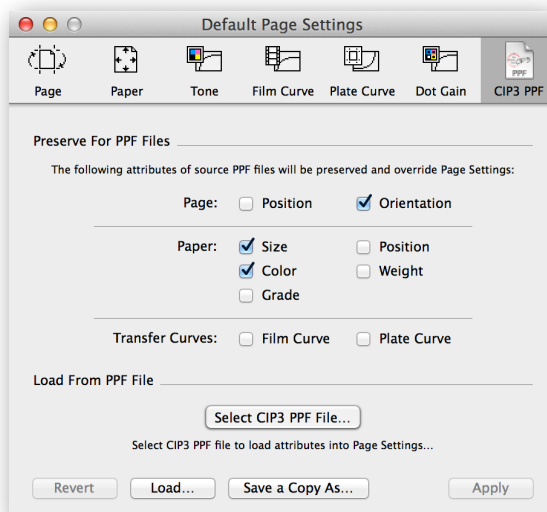 Default Page Settings
Page Paper Tone Film Curve Plate Curve Dot Gain CIP3 PPF
PPF
Preserve For PPF Files
The following attributes of source PPF files will be preserved and override Page Settings:
Page: Position Orientation
Paper: Size Position
Color Weight
Grade
Transfer Curves: Film Curve Plate Curve
Load From PPF File
Select CIP3 PPF File...
Select CIP3 PPF file to load attributes into Page Settings...
Revert Load... Save a Copy As... Apply